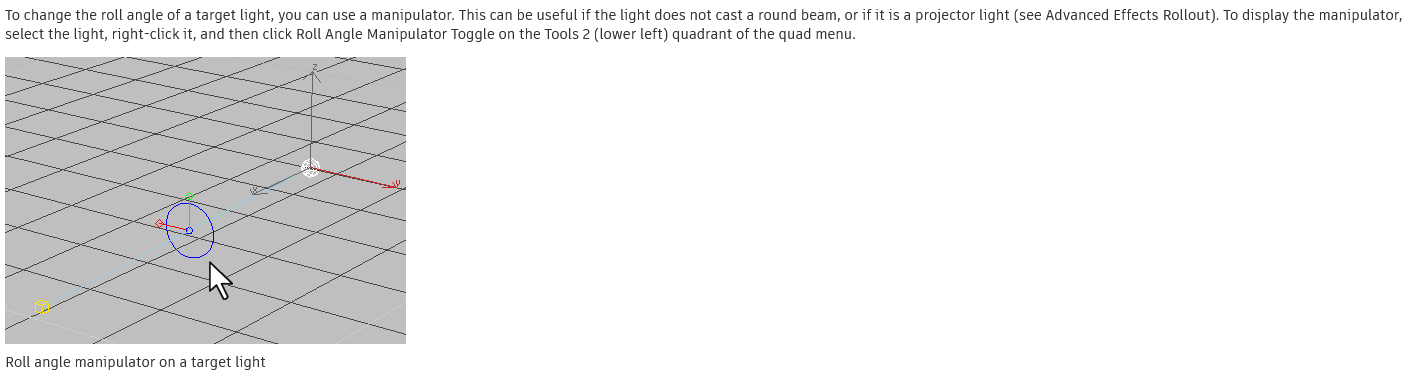 To change the roll angle of a target light, you can use a manipulator. This can be useful if the light does not cast a round beam, or if it is a projector light (see Advanced Effects Rollout). To display the manipulator,
select the light, right-click it, and then click Roll Angle Manipulator Toggle on the Tools 2 (lower left) quadrant of the quad menu.
z
x
y
Roll angle manipulator on a target light